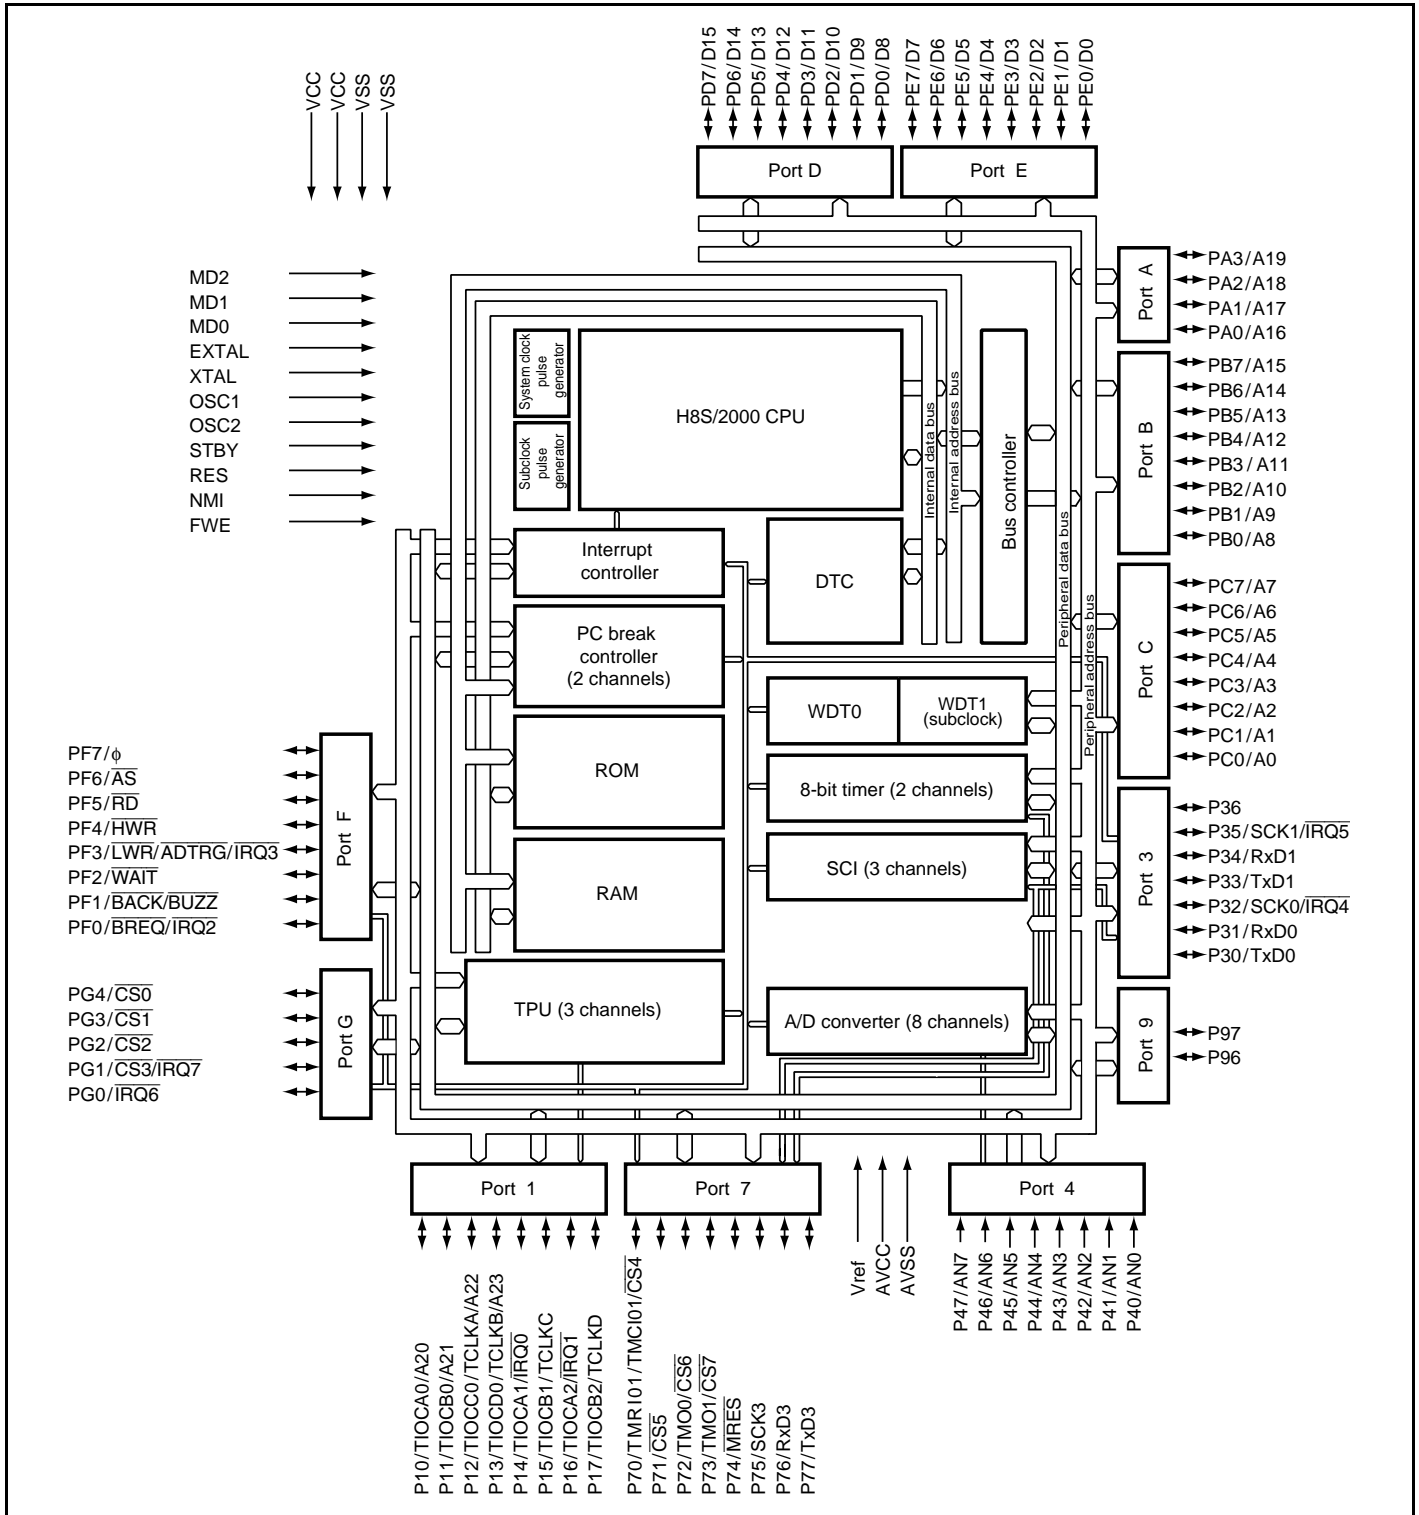 VCC
VCC
VSS
VSS
PD7/D15
PD6/D14
PD5/D13
PD4/D12
PD3/D11
PD2/D10
PD1/D9
PD0/D8
PE7/D7
PE6/D6
PE5/D5
PE4/D4
PE3/D3
PE2/D2
PE1/D1
PE0/D0
Port D
Port E
MD2
MD1
MD0
EXTAL
XTAL
OSC1
OSC2
STBY
RES
NMI
FWE
System clock
pulse
generator
Subclock
pulse
generator
H8S/2000 CPU
Internal data bus
Internal address bus
Bus controller
Peripheral data bus
Peripheral address bus
Port A
PA3/A19
PA2/A18
PA1/A17
PA0/A16
Port B
PB7/A15
PB6/A14
PB5/A13
PB4/A12
PB3/A11
PB2/A10
PB1/A9
PB0/A8
Interrupt
controller
DTC
PC break
controller
(2 channels)
Port C
PC7/A7
PC6/A6
PC5/A5
PC4/A4
PC3/A3
PC2/A2
PC1/A1
PC0/A0
WDT0
WDT1
(subclock)
ROM
8-bit timer (2 channels)
PF7/ϕ
PF6/AS
PF5/RD
PF4/HWR
PF3/LWR/ADTRG/IRQ3
PF2/WAIT
PF1/BACK/BUZZ
PF0/BREQ/IRQ2
Port F
RAM
SCI (3 channels)
Port 3
P36
P35/SCK1/IRQ5
P34/RxD1
P33/TxD1
P32/SCK0/IRQ4
P31/RxD0
P30/TxD0
PG4/CS0
PG3/CS1
PG2/CS2
PG1/CS3/IRQ7
PG0/IRQ6
Port G
TPU (3 channels)
A/D converter (8 channels)
Port 9
P97
P96
Port 1
Port 7
Port 4
P10/TIOCA0/A20
P11/TIOCB0/A21
P12/TIOCC0/TCLKA/A22
P13/TIOCD0/TCLKB/A23
P14/TIOCA1/IRQ0
P15/TIOCB1/TCLKC
P16/TIOCA2/IRQ1
P17/TIOCB2/TCLKD
P70/TMRI01/TMCI01/CS4
P71/CS5
P72/TMO0/CS6
P73/TMO1/CS7
P74/MRES
P75/SCK3
P76/RxD3
P77/TxD3
Vref
AVCC
AVSS
P47/AN7
P46/AN6
P45/AN5
P44/AN4
P43/AN3
P42/AN2
P41/AN1
P40/AN0